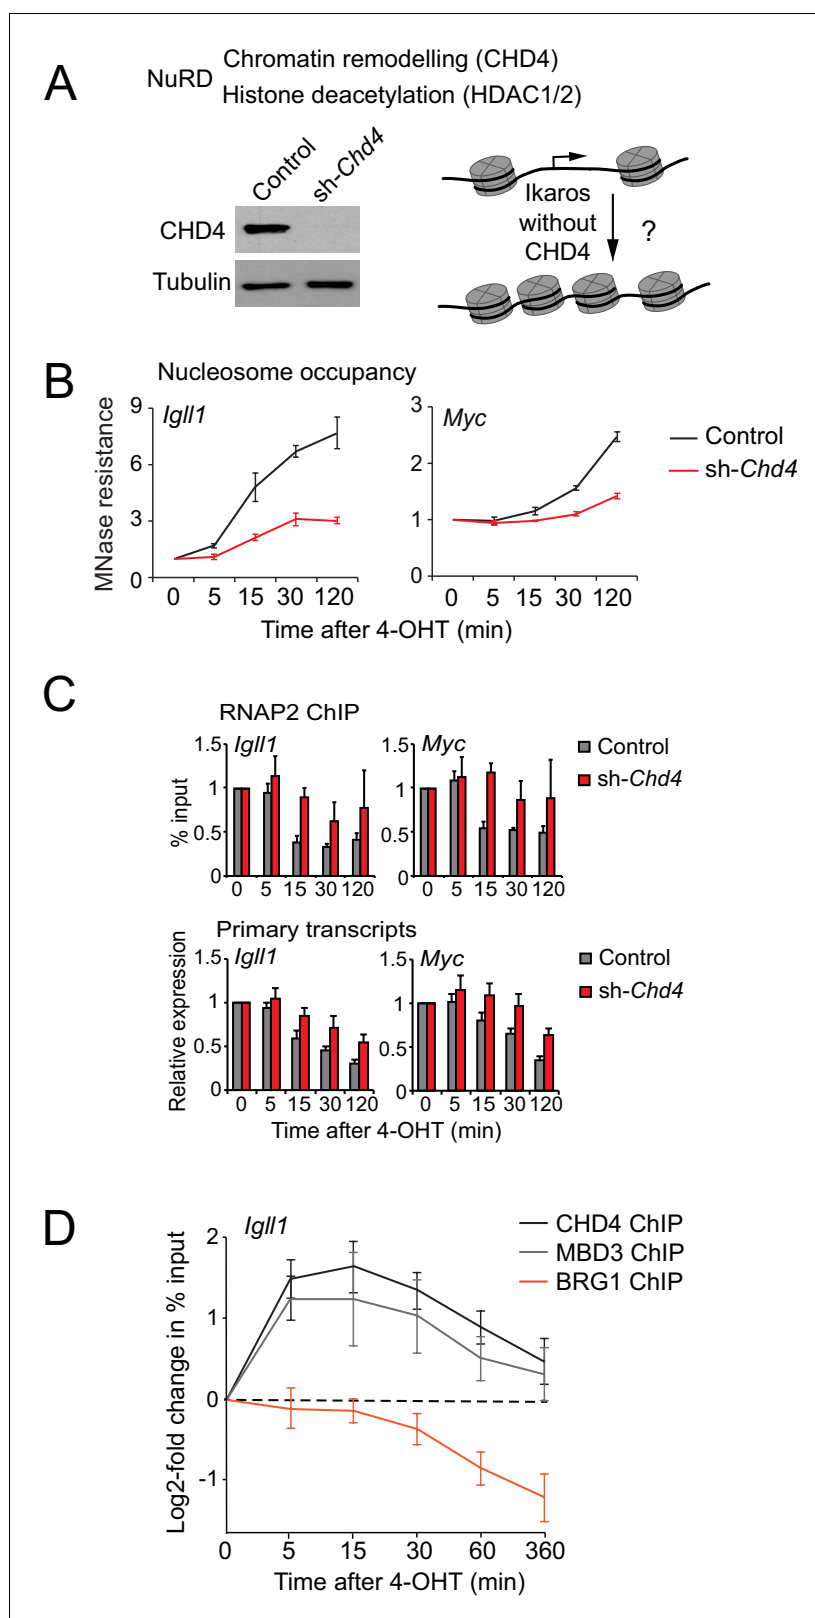 A
NuRD
Chromatin remodelling (CHD4)
Histone deacetylation (HDAC1/2)
Control
sh-Chd4
CHD4
Tubulin
Ikaros
without
CHD4
?
B
Nucleosome occupancy
MNase resistance
Igll1
9
6
3
0
0 5 15 30 120
Myc
3
2
1
0
0 5 15 30 120
Control
sh-Chd4
Time after 4-OHT (min)
C
RNAP2 ChIP
% input
Igll1
1.5
1
0.5
0
0 5 15 30 120
Myc
1.5
1
0.5
0
0 5 15 30 120
Control
sh-Chd4
Primary transcripts
Relative expression
Igll1
1.5
1
0.5
0
0 5 15 30 120
Myc
1.5
1
0.5
0
0 5 15 30 120
Control
sh-Chd4
Time after 4-OHT (min)
D
Igll1
CHD4 ChIP
MBD3 ChIP
BRG1 ChIP
Log2-fold change in % input
2
1
0
-1
0 5 15 30 60 360
Time after 4-OHT (min)